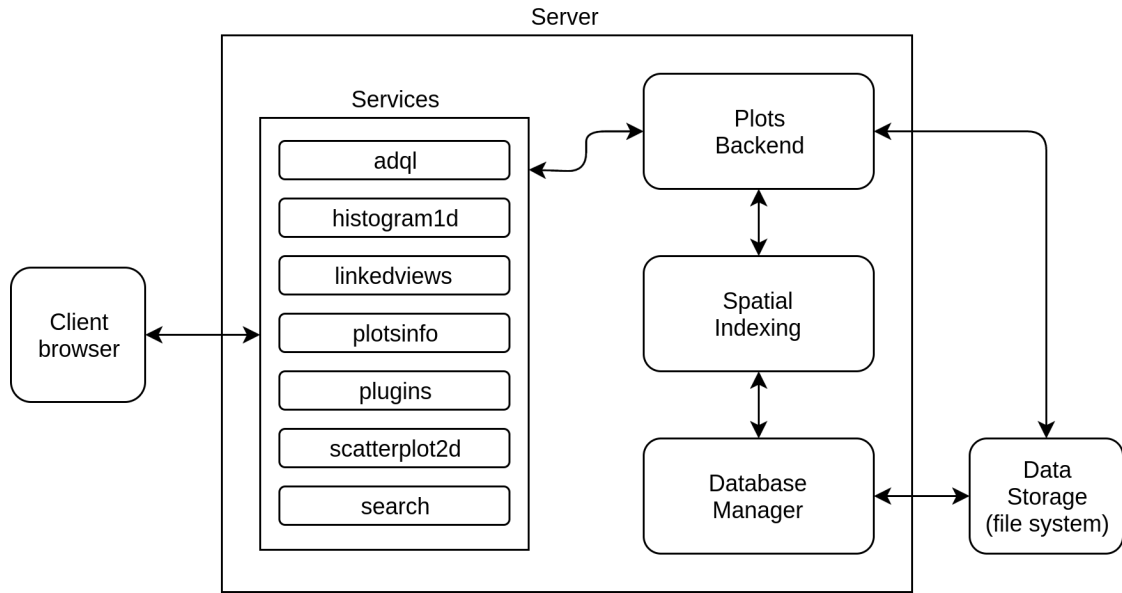 Server
Services
adql
histogram1d
linkedviews
plotsinfo
plugins
scatterplot2d
search
Client
browser
Plots
Backend
Spatial
Indexing
Database
Manager
Data
Storage
(file system)